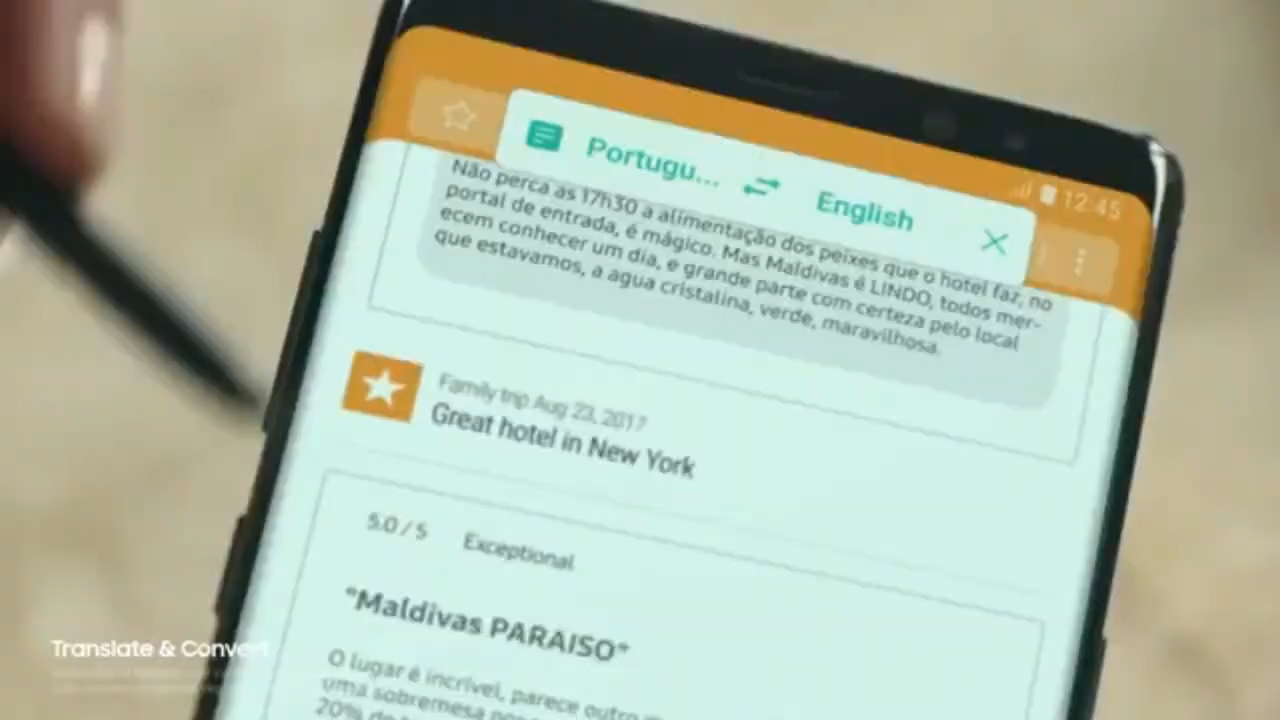 12:45
Portugu...
English
Não perca as 17h30 a alimentação dos peixes que o hotel faz, no
portal de entrada, é mágico. Mas Maldivas é LINDO, todos mer-
ecem conhecer um dia, e grande parte com certeza pelo local
que estavamos, a agua cristalina, verde, maravilhosa.
Family trip Aug 23, 2017
Great hotel in New York
5.0 / 5 Exceptional
"Maldivas PARAISO"
O lugar é incrível, parece outro
uma sobremesa
20%
Translate & Convert